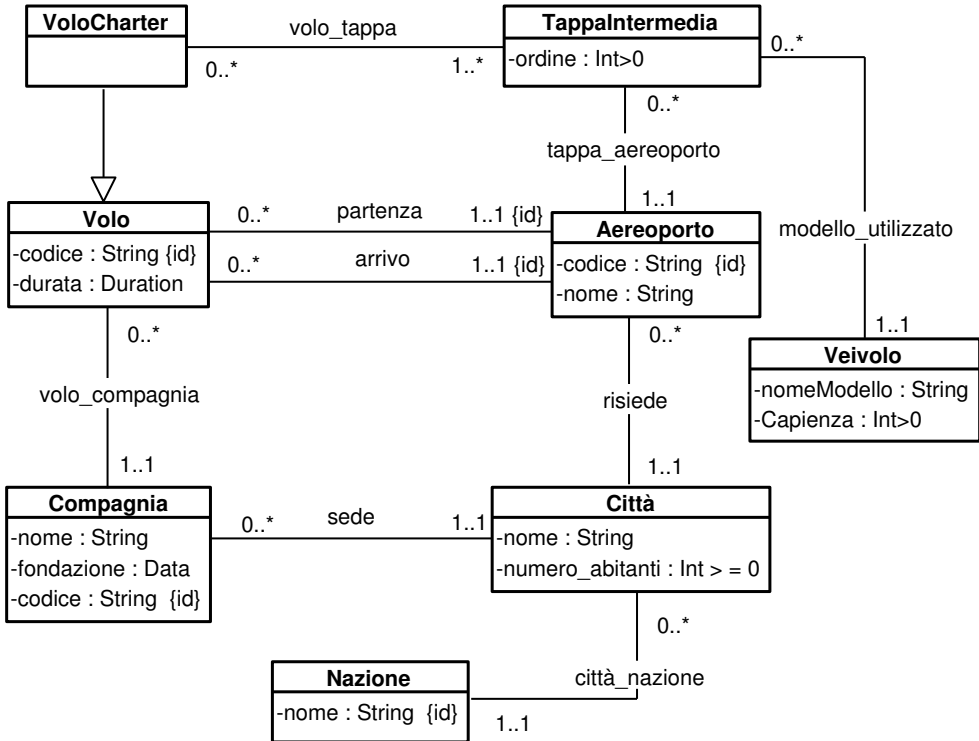 VoloCharter
volo_tappa
0..*
1..*
TappaIntermedia
-ordine : Int>0
0..*
0..*
tappa_aereoporto
1..1
modello_utilizzato
1..1
Volo
-codice : String {id}
-durata : Duration
0..*
partenza
1..1 {id}
0..*
arrivo
1..1 {id}
Aereoporto
-codice : String {id}
-nome : String
Veivolo
-nomeModello : String
-Capienza : Int>0
0..*
volo_compagnia
1..1
0..*
risiede
1..1
Compagnia
-nome : String
-fondazione : Data
-codice : String {id}
0..*
sede
1..1
Città
-nome : String
-numero_abitanti : Int > = 0
0..*
città_nazione
1..1
Nazione
-nome : String {id}